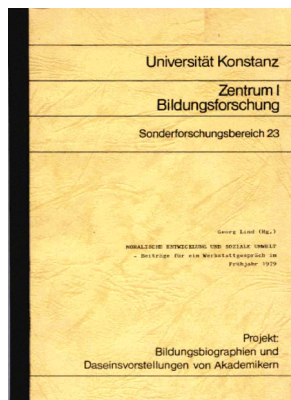 Universität Konstanz
Zentrum I
Bildungsforschung
Sonderforschungsbereich 23
Georg Lind (Hg.)
MORALISCHE ENTWICKLUNG UND SOZIALE UMWELT
- Beiträge für ein Werkstattgespräch im
Frühjahr 1979
Projekt:
Bildungsbiographien und
Daseinsvorstellungen von Akademikern